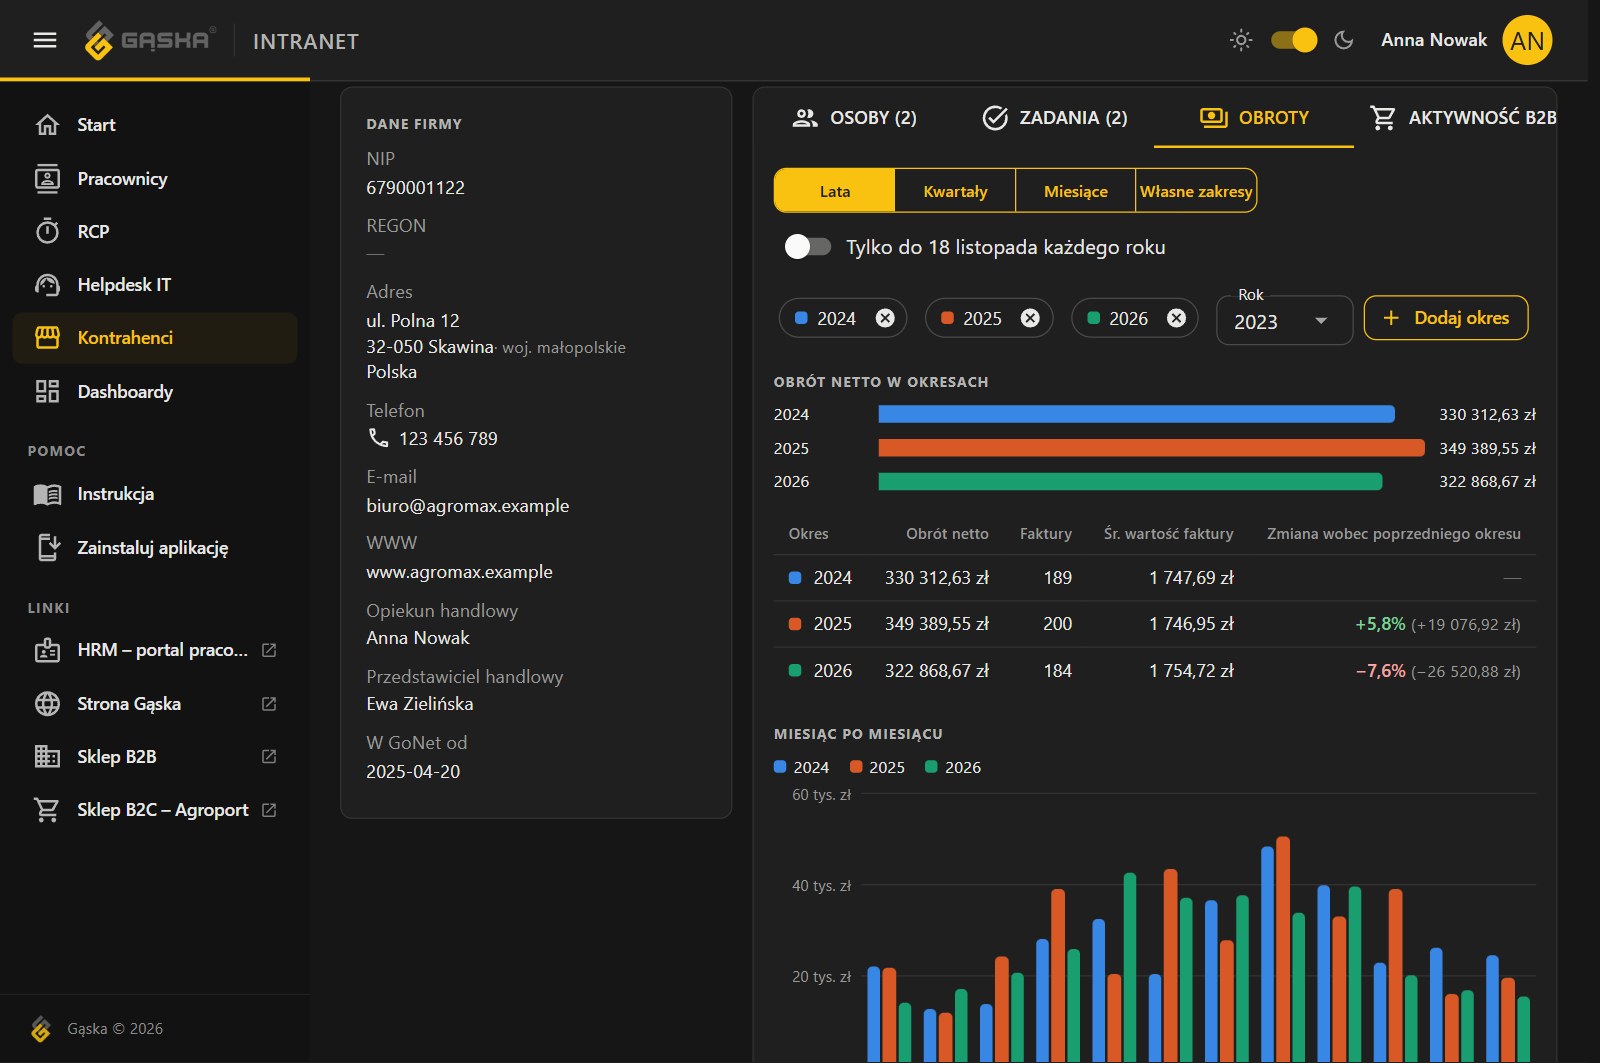 GĄSKA®
INTRANET
Anna Nowak
AN
Start
Pracownicy
RCP
Helpdesk IT
Kontrahenci
Dashboardy
POMOC
Instrukcja
Zainstaluj aplikację
LINKI
HRM – portal praco...
Strona Gąska
Sklep B2B
Sklep B2C – Agroport
Gąska © 2026
DANE FIRMY
NIP
6790001122
REGON
—
Adres
ul. Polna 12
32-050 Skawina· woj. małopolskie
Polska
Telefon
123 456 789
E-mail
biuro@agromax.example
WWW
www.agromax.example
Opiekun handlowy
Anna Nowak
Przedstawiciel handlowy
Ewa Zielińska
W GoNet od
2025-04-20
OSOBY (2)
ZADANIA (2)
OBROTY
AKTYWNOŚĆ B2B
Lata
Kwartały
Miesiące
Własne zakresy
Tylko do 18 listopada każdego roku
2024
2025
2026
Rok
2023
Dodaj okres
OBRÓT NETTO W OKRESACH
2024 330 312,63 zł
2025 349 389,55 zł
2026 322 868,67 zł
Okres Obrót netto Faktury Śr. wartość faktury Zmiana wobec poprzedniego okresu
2024 330 312,63 zł 189 1 747,69 zł —
2025 349 389,55 zł 200 1 746,95 zł +5,8% (+19 076,92 zł)
2026 322 868,67 zł 184 1 754,72 zł −7,6% (−26 520,88 zł)
MIESIĄC PO MIESIĄCU
2024 2025 2026
60 tys. zł
40 tys. zł
20 tys. zł